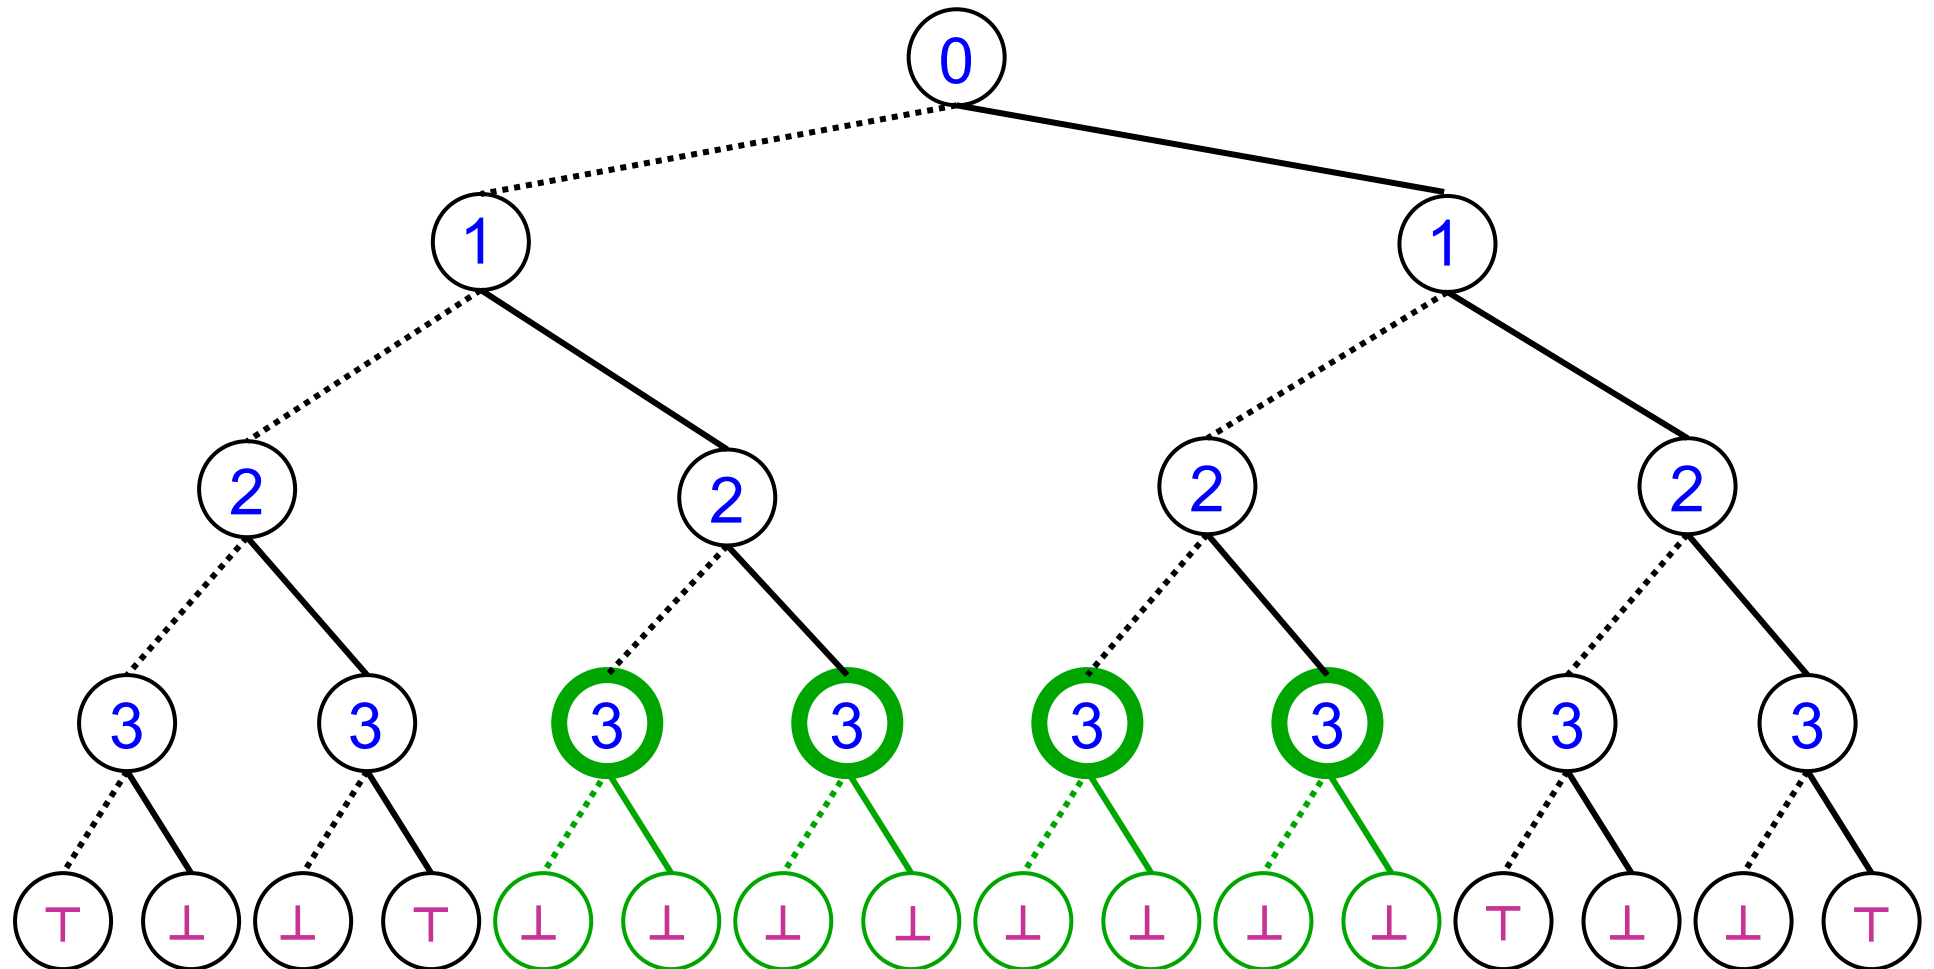 0
1 1
2 2 2 2
3 3 3 3 3 3 3 3
⊤ ⊥ ⊥ ⊤ ⊥ ⊥ ⊥ ⊥ ⊥ ⊥ ⊥ ⊥ ⊤ ⊥ ⊥ ⊤